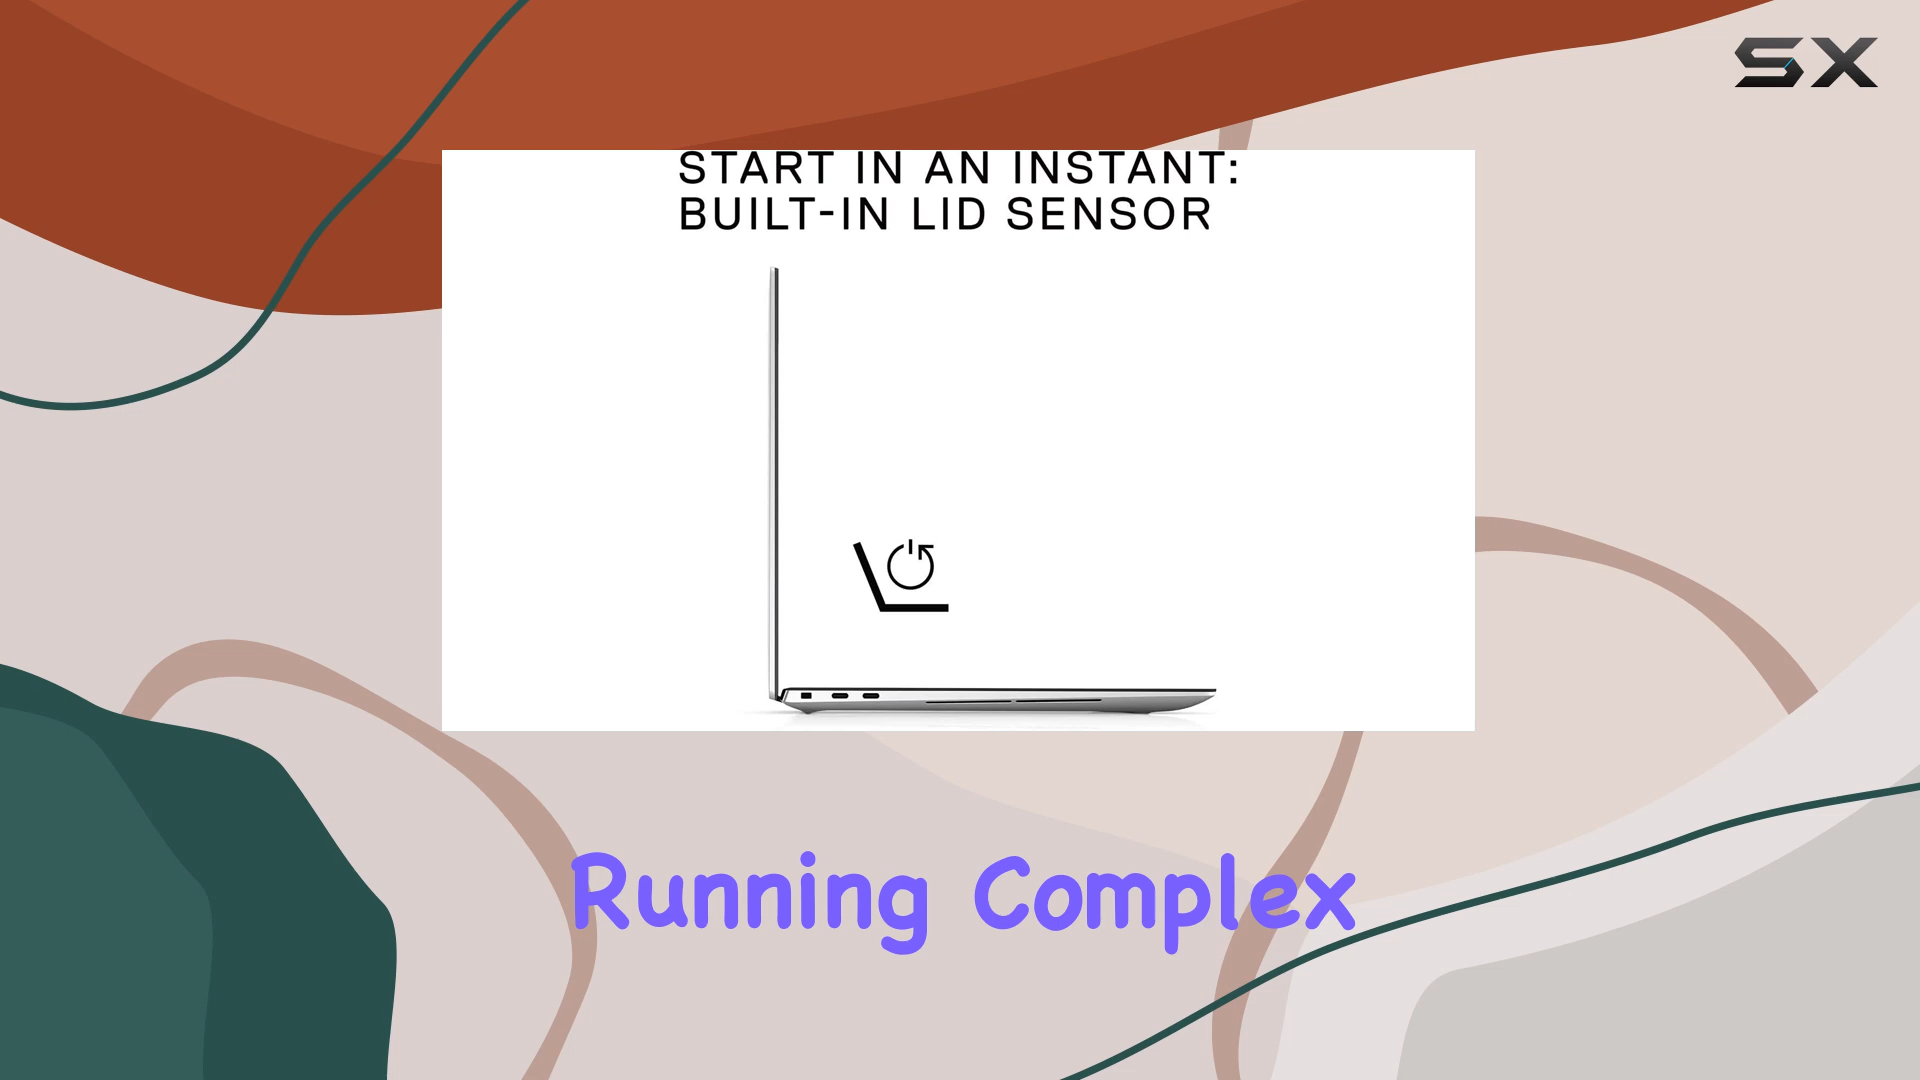 SX
START IN AN INSTANT:
BUILT-IN LID SENSOR
Running Complex